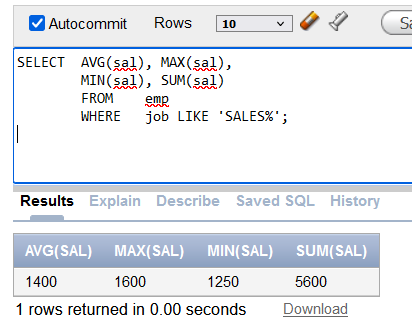 Autocommit Rows 10
SELECT AVG(sal), MAX(sal),
MIN(sal), SUM(sal)
FROM emp
WHERE job LIKE 'SALES%';
Results Explain Describe Saved SQL History
AVG(SAL) MAX(SAL) MIN(SAL) SUM(SAL)
1400 1600 1250 5600
1 rows returned in 0.00 seconds Download